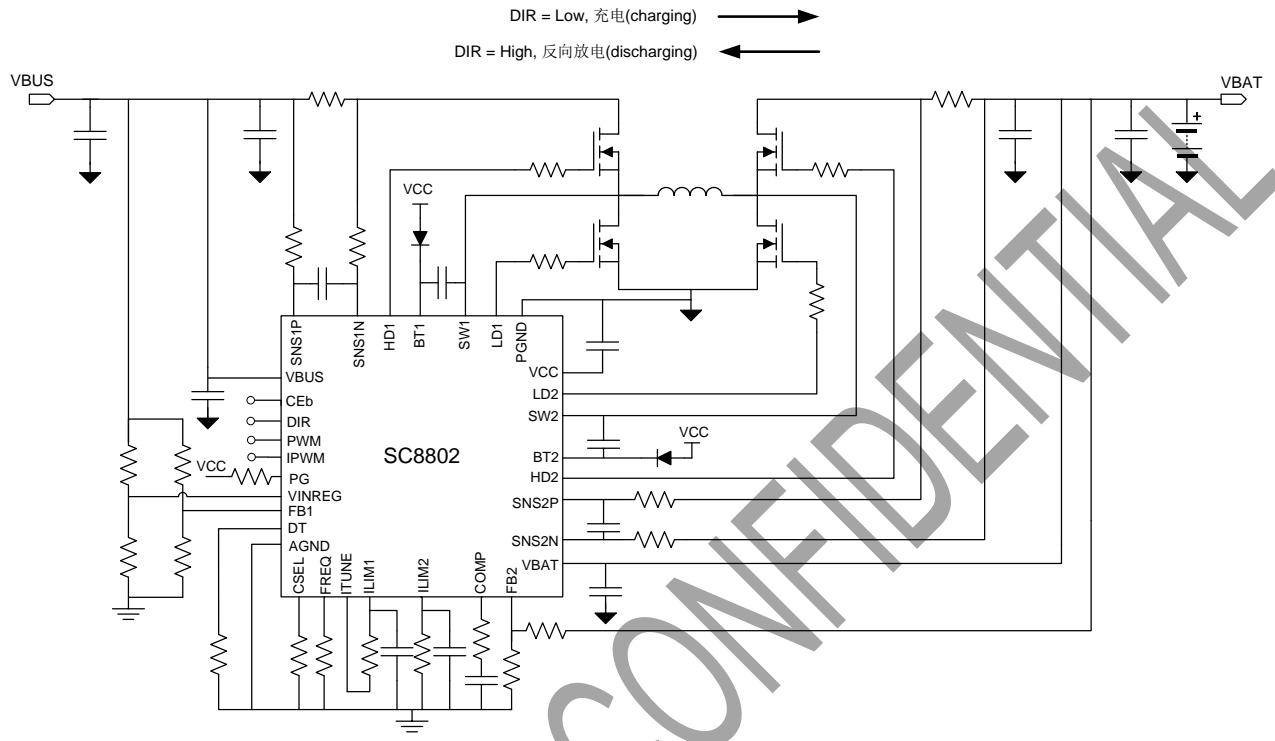 DIR = Low, 充电(charging)
DIR = High, 反向放电(discharging)
VBUS
VBAT
VCC
SNS1P
SNS1N
HD1
BT1
SW1
LD1
PGND
VBUS
CEb
DIR
PWM
IPWM
VCC
PG
VINREG
FB1
DT
AGND
SC8802
VCC
LD2
SW2
BT2
VCC
HD2
SNS2P
SNS2N
VBAT
CSEL
FREQ
ITUNE
ILIM1
ILIM2
COMP
FB2
+
CONFIDENTIAL